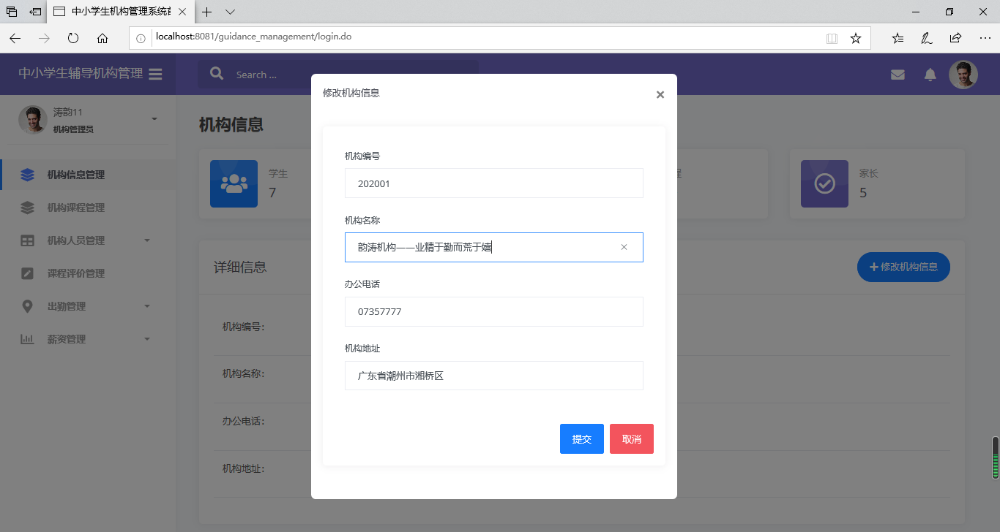 中小学生机构管理系统
localhost:8081/guidance_management/login.do
中小学生辅导机构管理
Search ...
涛韵11
机构管理员
机构信息管理
机构课程管理
机构人员管理
课程评价管理
出勤管理
薪资管理
机构信息
学生
7
程
家长
5
详细信息
修改机构信息
机构编号：
机构名称：
办公电话：
机构地址：
修改机构信息
机构编号
202001
机构名称
韵涛机构——业精于勤而荒于嬉
办公电话
07357777
机构地址
广东省潮州市湘桥区
提交
取消